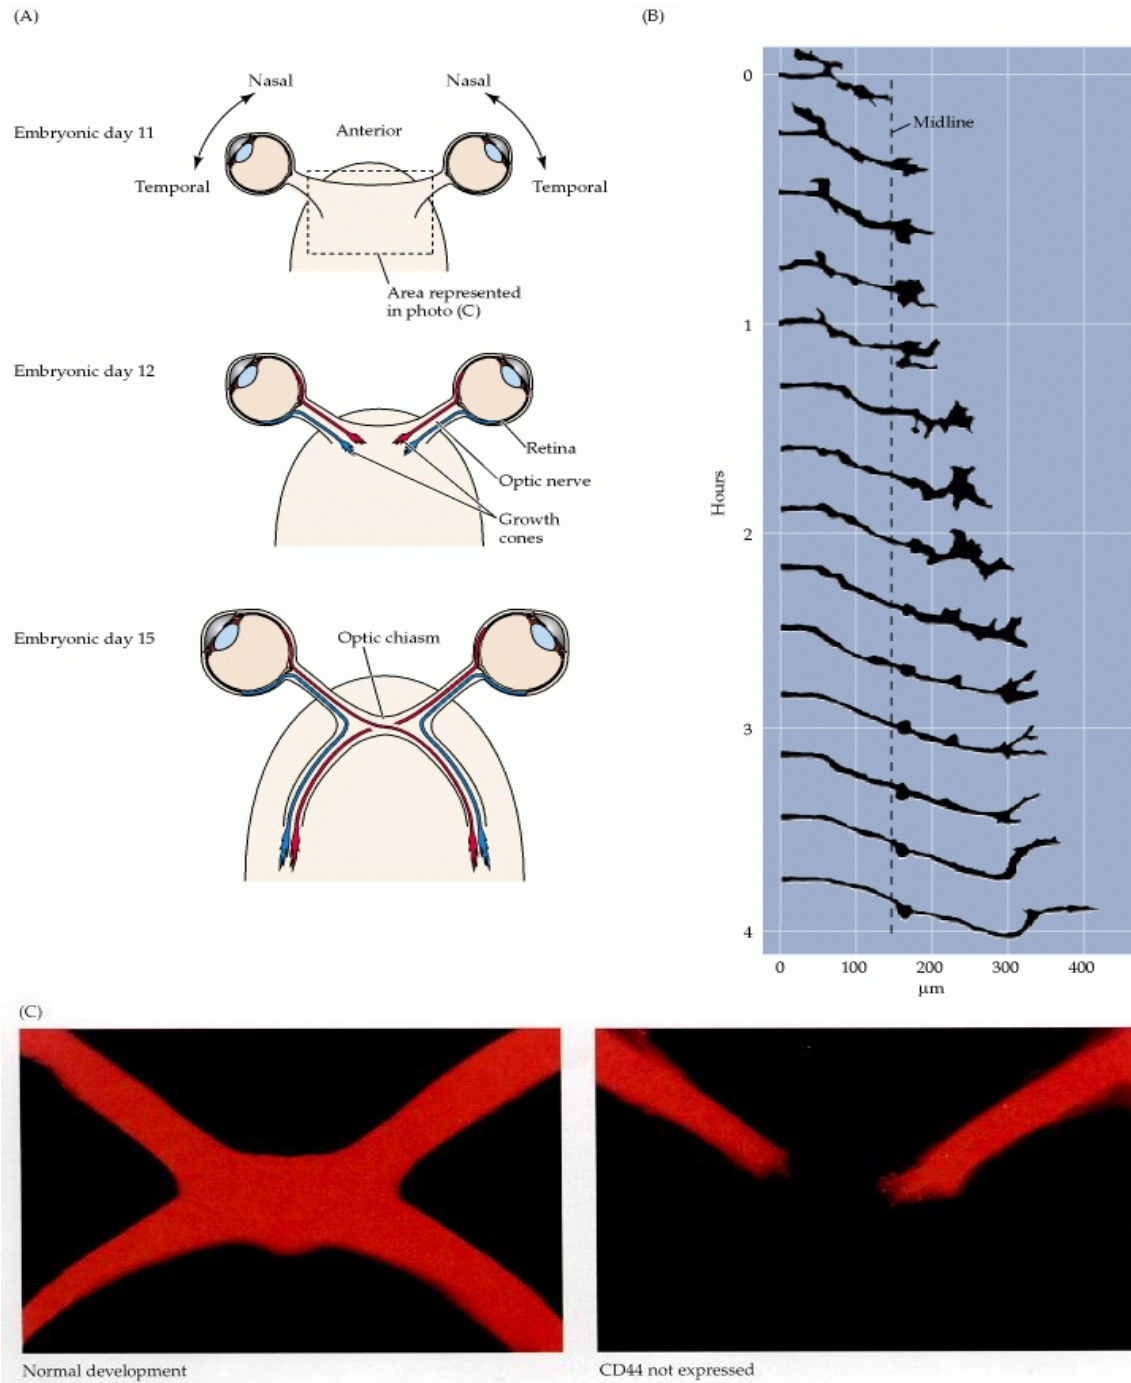 (A)
Nasal
Nasal
Embryonic day 11
Anterior
Temporal
Temporal
Area represented
in photo (C)
Embryonic day 12
Retina
Optic nerve
Growth
cones
Embryonic day 15
Optic chiasm
(B)
0
Midline
1
Hours
2
3
4
0 100 200 300 400
µm
(C)
Normal development
CD44 not expressed